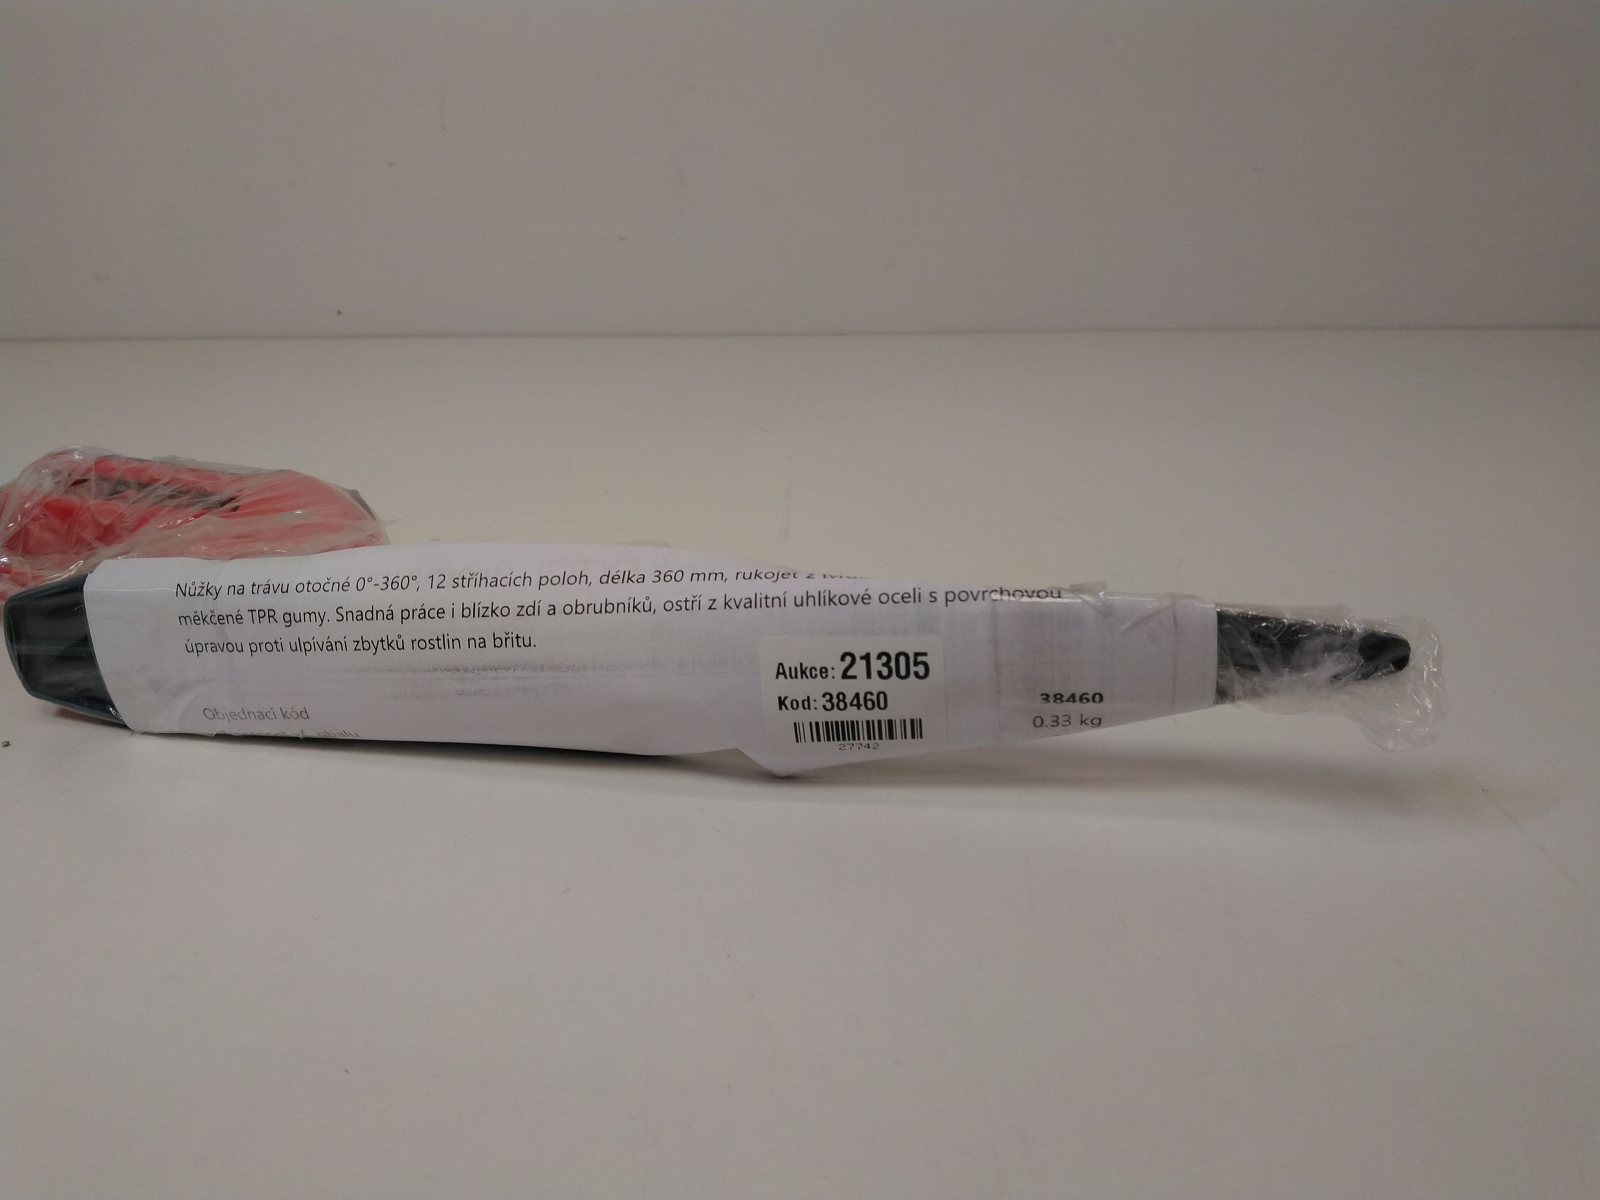 Nůžky na trávu otočné 0°-360°, 12 stříhacích poloh, délka 360 mm, rukojeť z
měkčené TPR gumy. Snadná práce i blízko zdí a obrubníků, ostří z kvalitní uhlíkové oceli s povrchovou
úpravou proti ulpívání zbytků rostlin na břitu.
Aukce: 21305
Kod: 38460
27742
Objednací kód 38460
0.33 kg